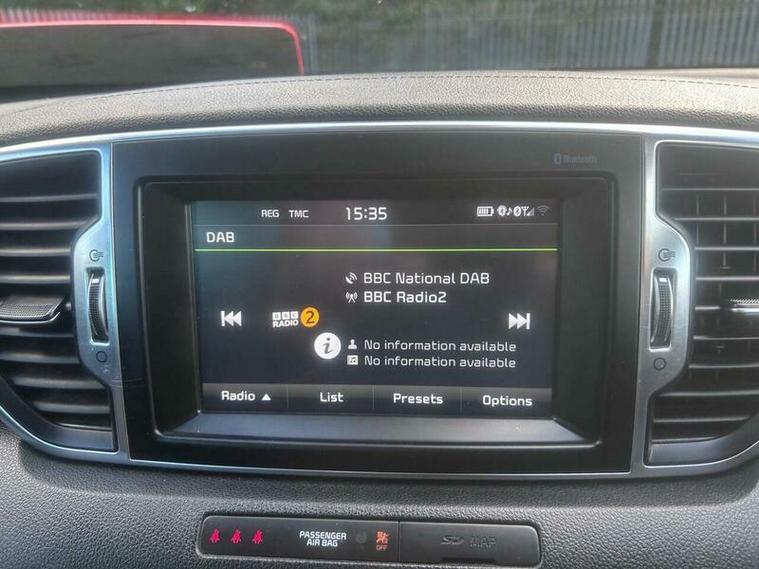 Bluetooth
REG TMC 15:35
DAB
BBC National DAB
BBC Radio2
BBC
RADIO 2
i No information available
No information available
Radio ▲ List Presets Options
PASSENGER
AIR BAG OFF
SD MAP